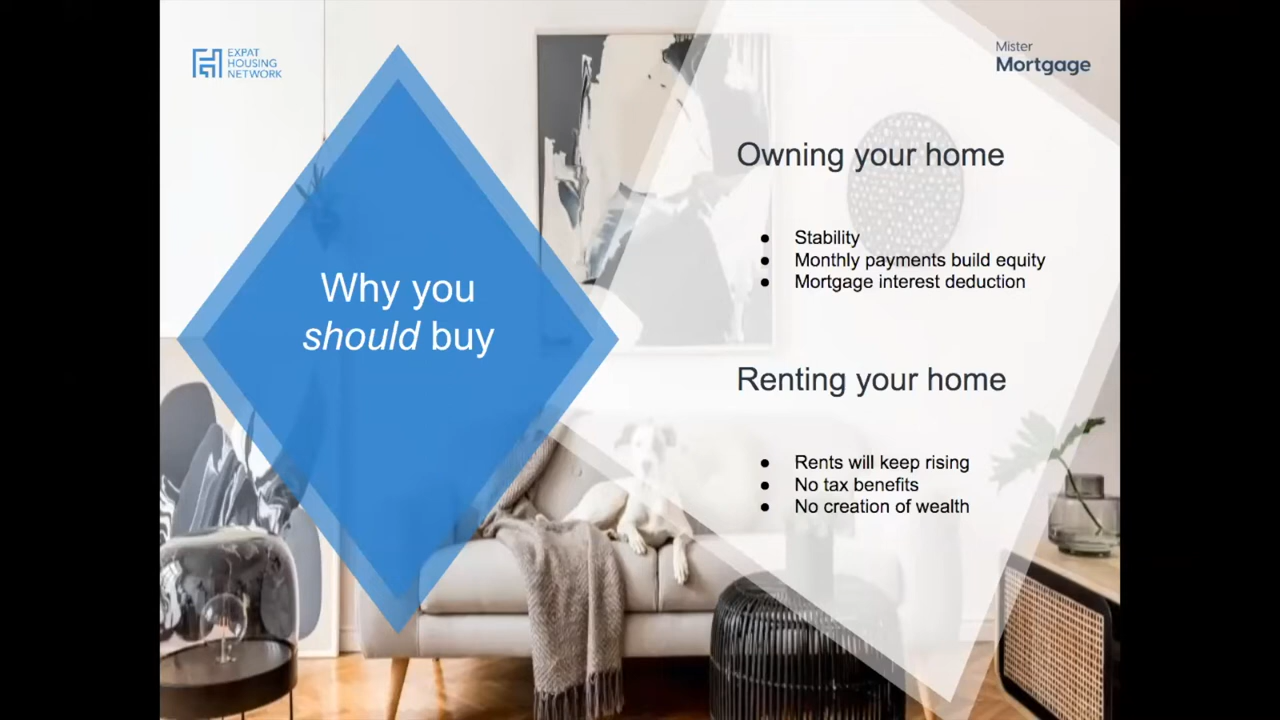 EXPAT
HOUSING
NETWORK
Mister
Mortgage
Why you
should buy
Owning your home
● Stability
● Monthly payments build equity
● Mortgage interest deduction
Renting your home
● Rents will keep rising
● No tax benefits
● No creation of wealth